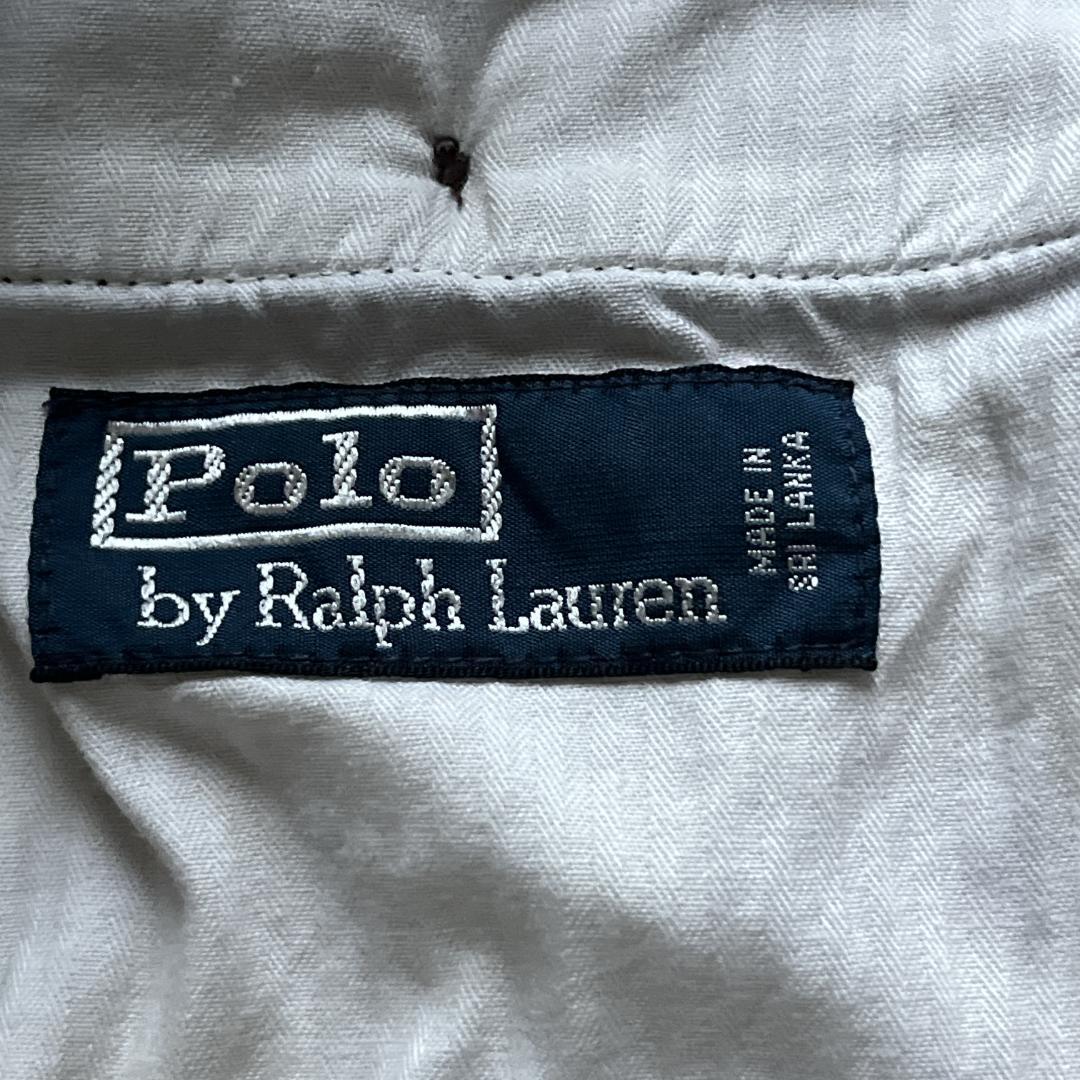 Polo
by Ralph Lauren
MADE IN
SRI LANKA